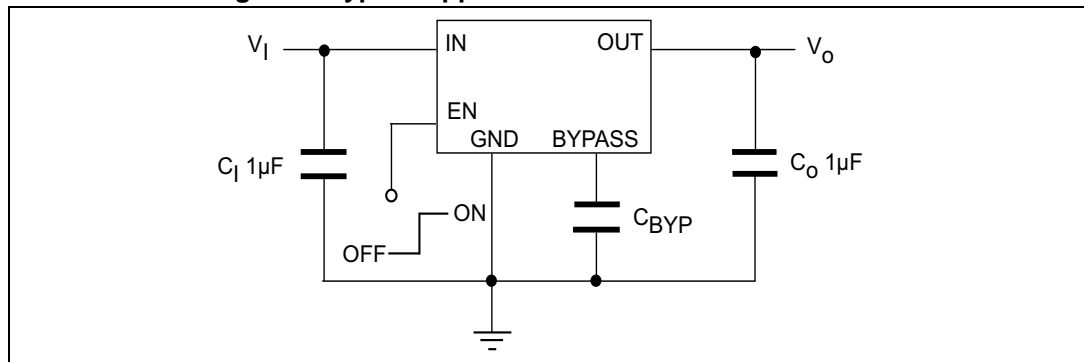 V_I
IN
OUT
V_o
EN
GND
BYPASS
C_I 1µF
C_o 1µF
ON
C_BYP
OFF